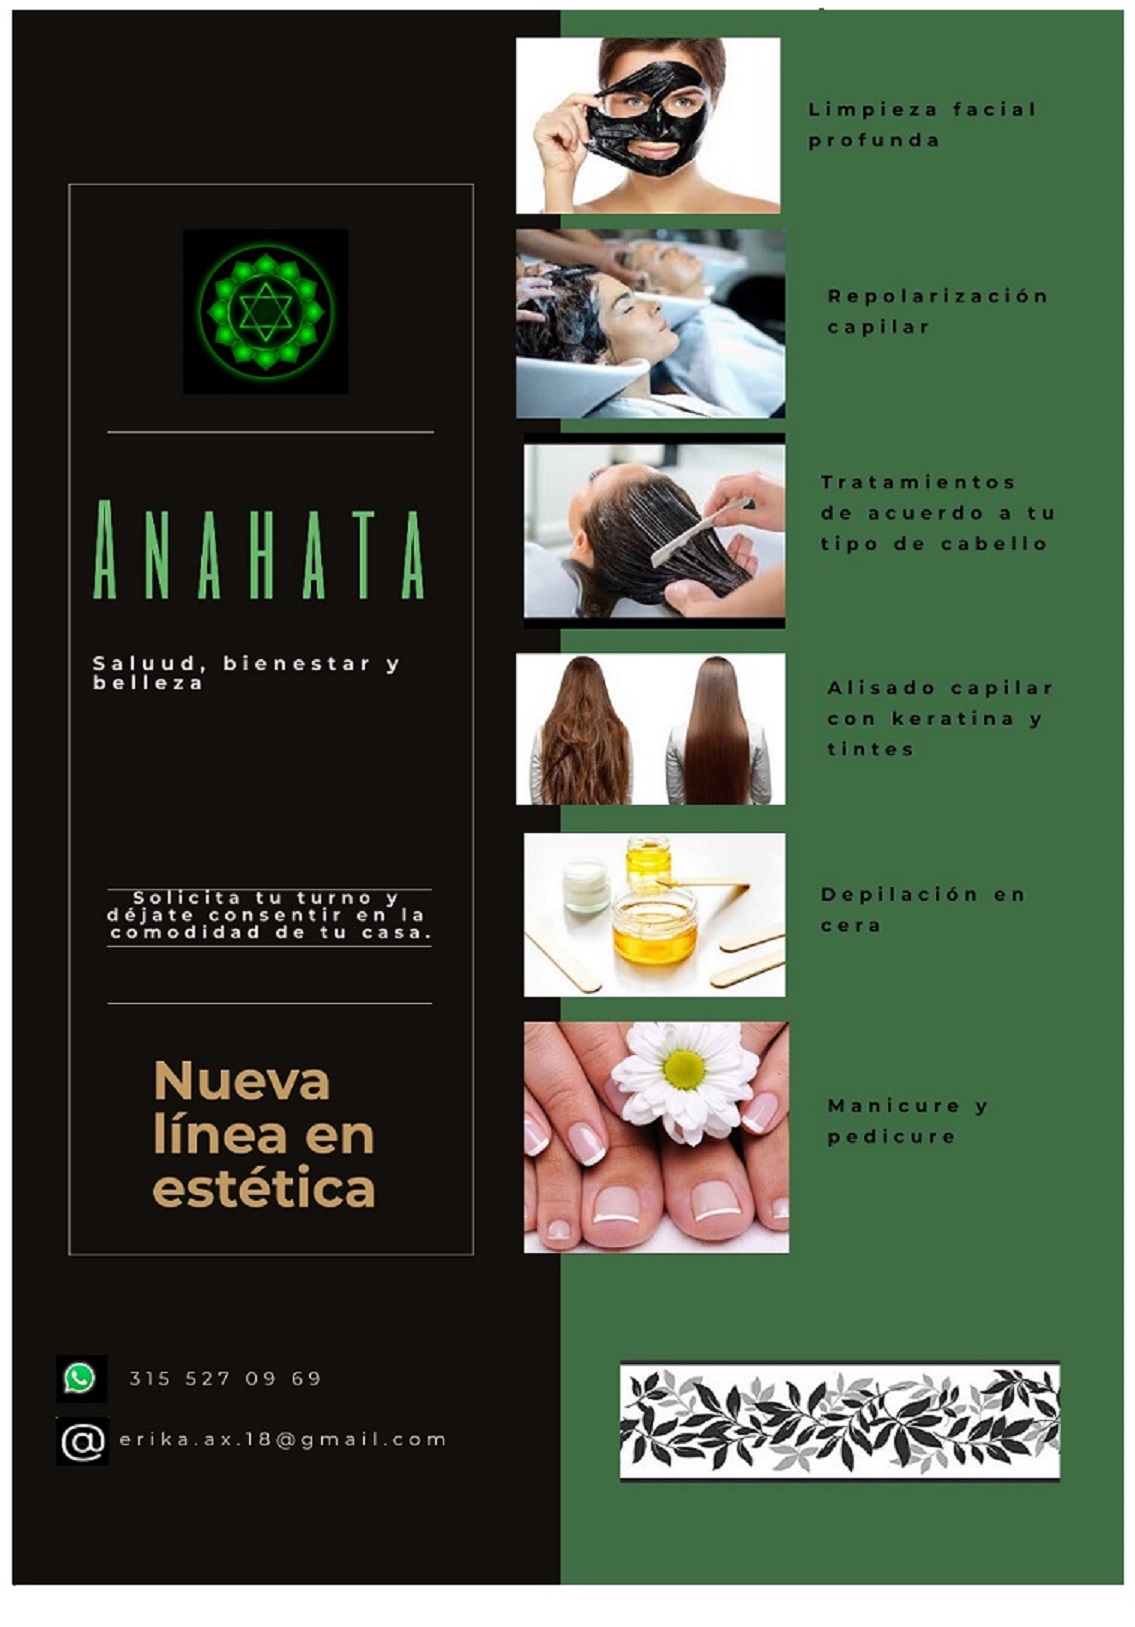 ANAHATA
Saluud, bienestar y
belleza
Solicita tu turno y
déjate consentir en la
comodidad de tu casa.
Nueva
línea en
estética
315 527 09 69
@ erika.ax.18@gmail.com
Limpieza facial
profunda
Repolarización
capilar
Tratamientos
de acuerdo a tu
tipo de cabello
Alisado capilar
con keratina y
tintes
Depilación en
cera
Manicure y
pedicure